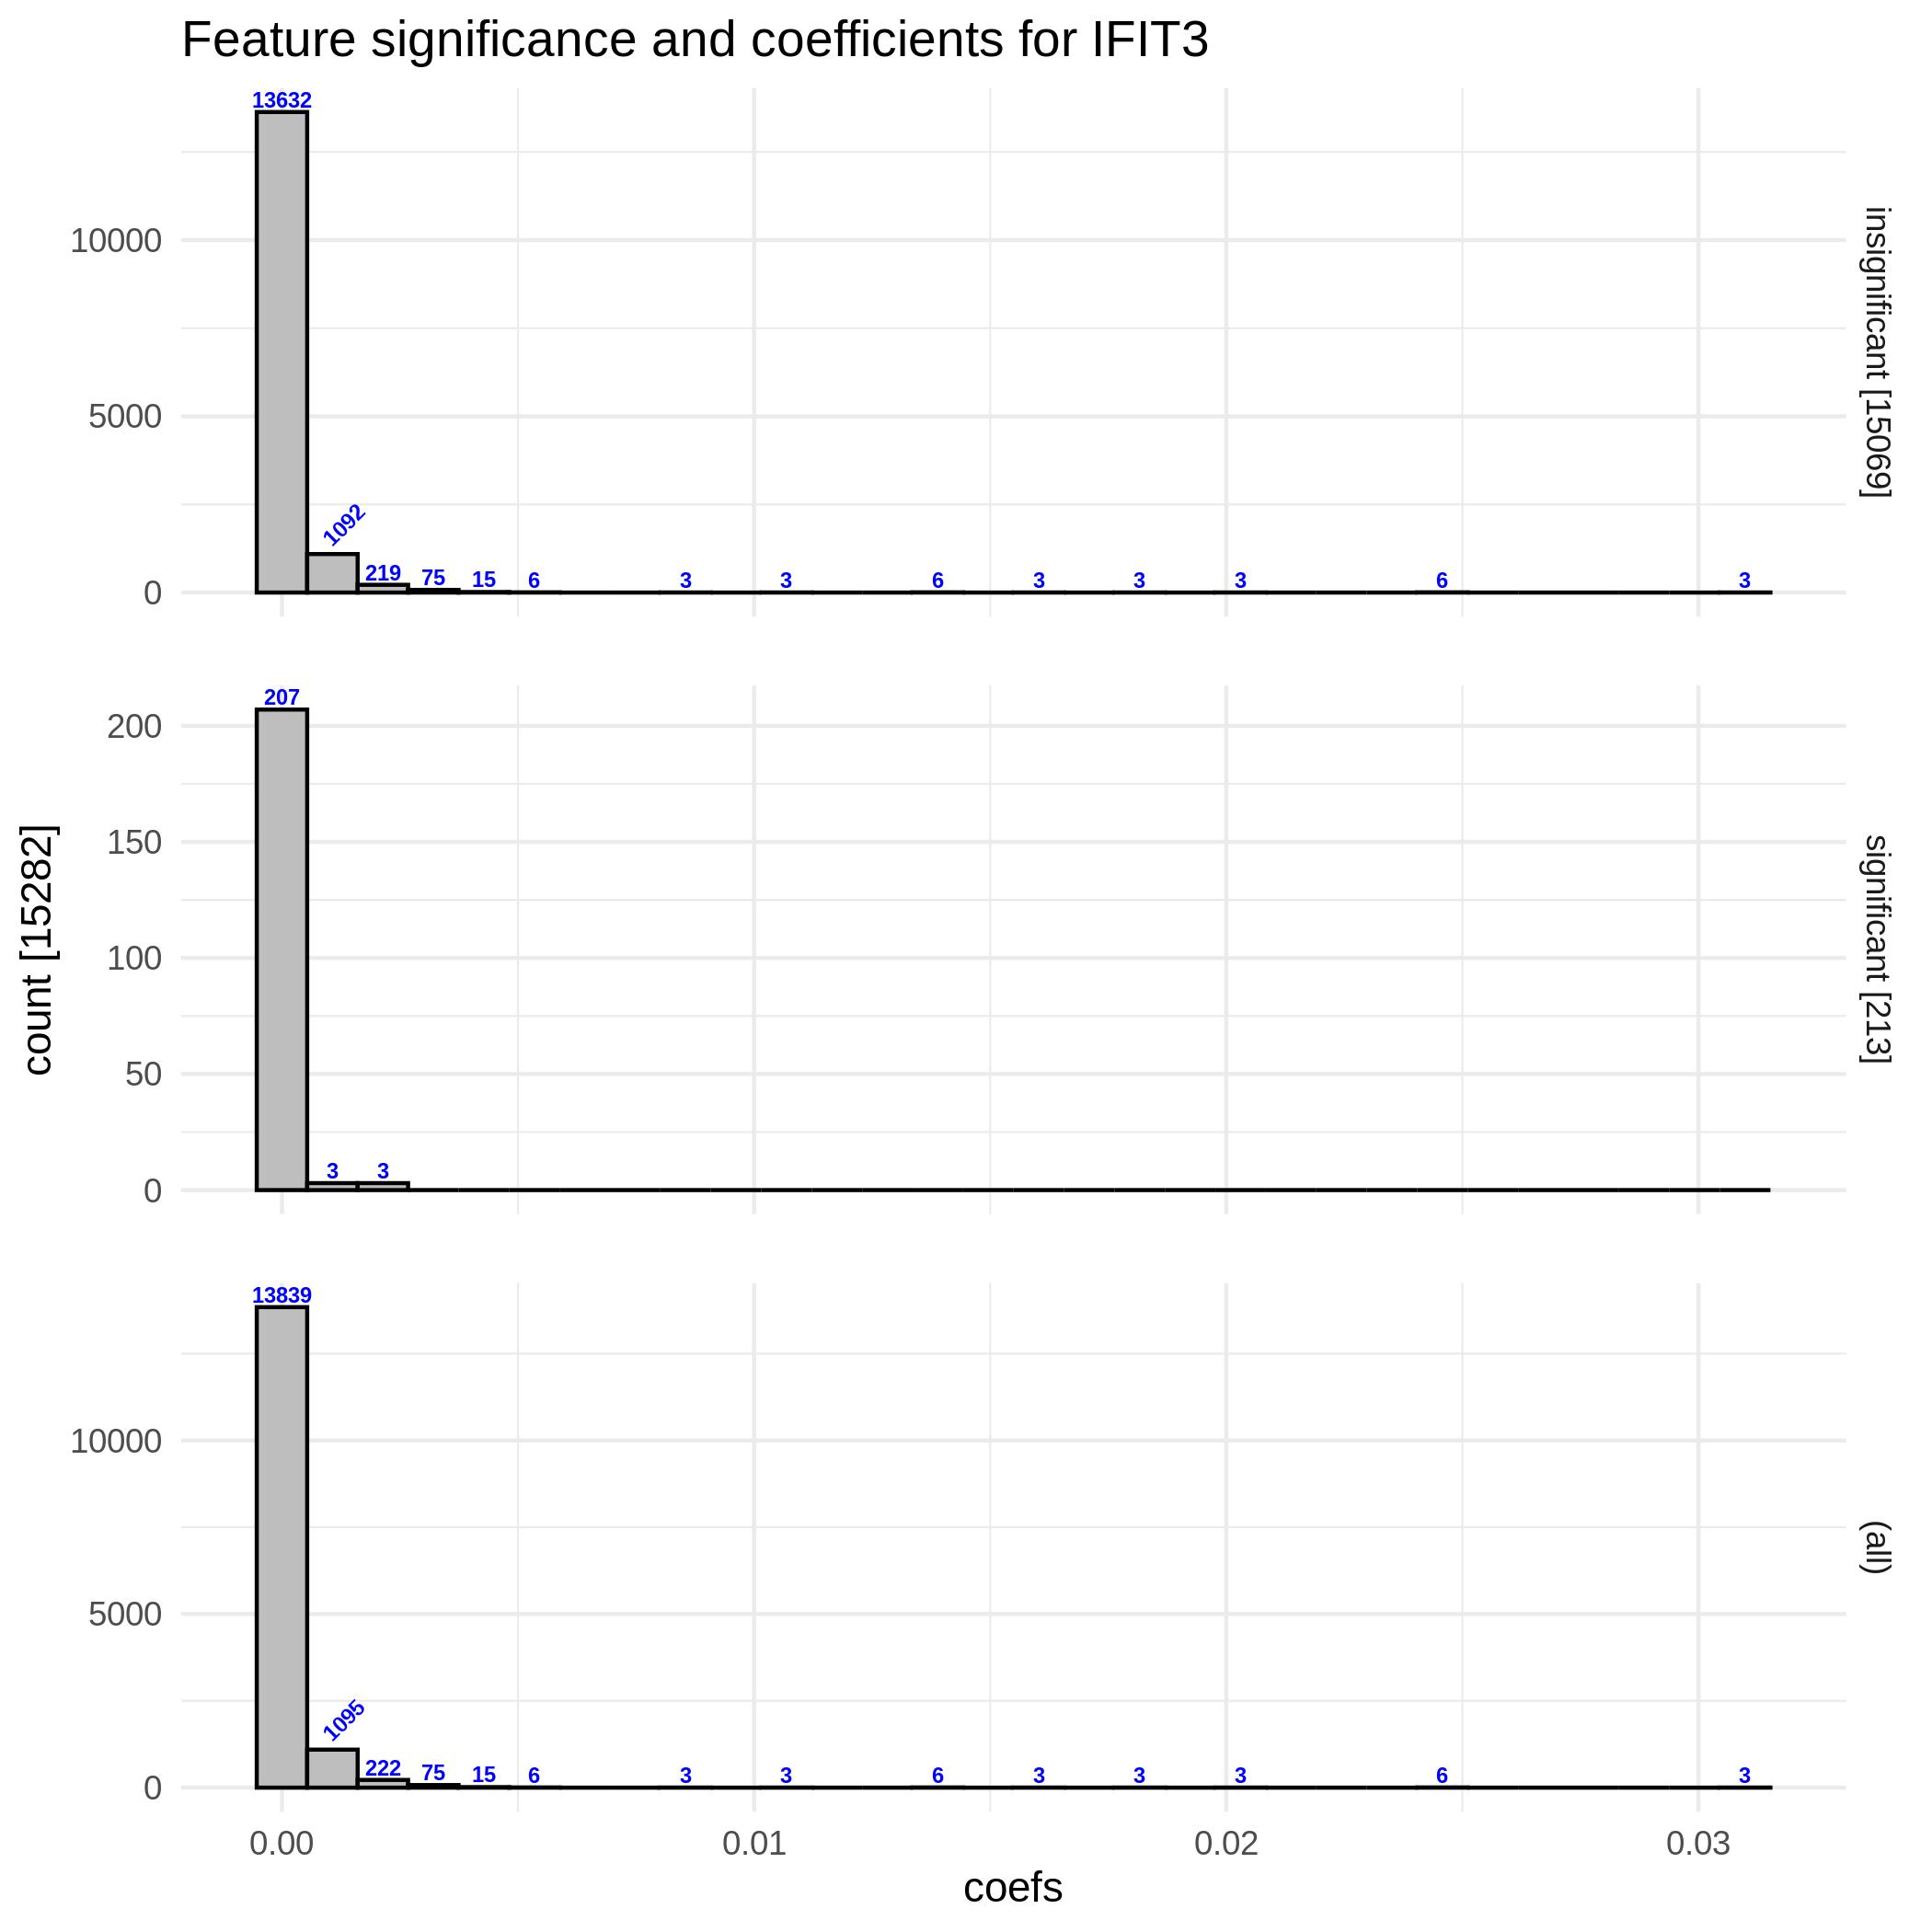 Feature significance and coefficients for IFIT3
13632
1092
219 75 15 6 3 3 6 3 3 3 6 3
10000
5000
0
insignificant [15069]
207
3 3
200
150
100
50
0
significant [213]
count [15282]
13839
1095
222 75 15 6 3 3 6 3 3 3 6 3
10000
5000
0
(all)
0.00 0.01 0.02 0.03
coefs